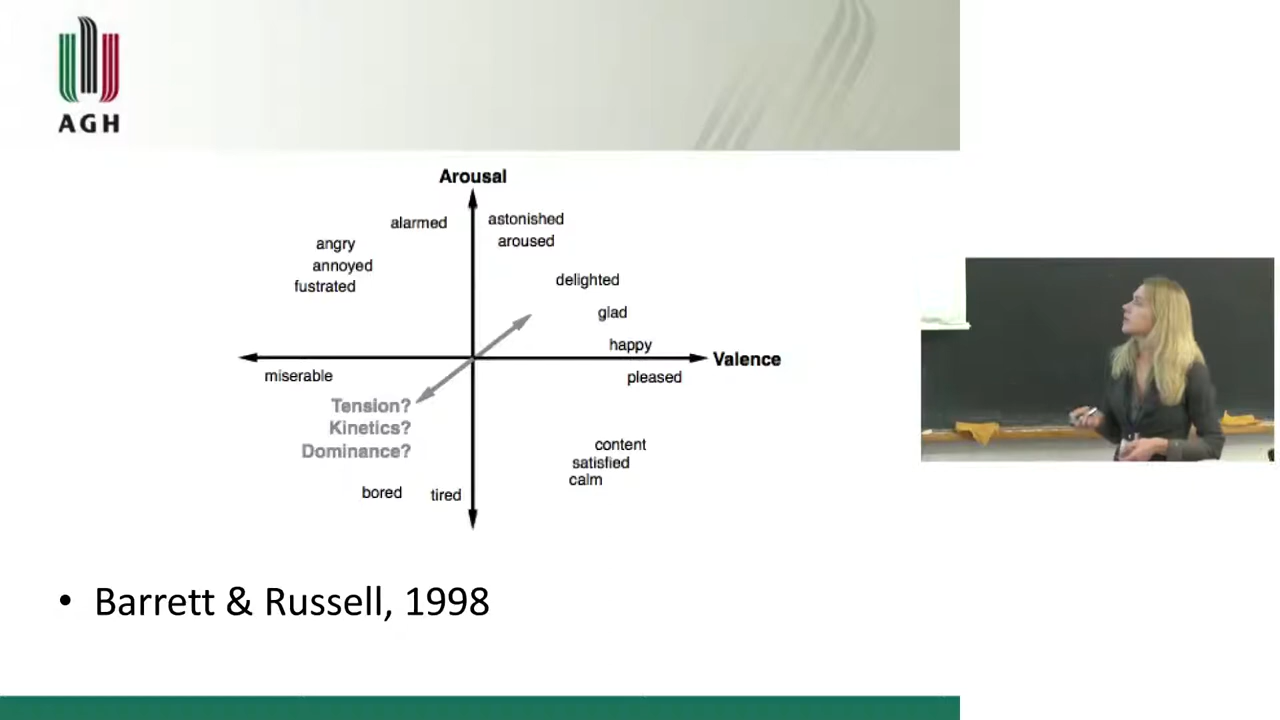 AGH
Arousal
alarmed
astonished
aroused
angry
annoyed
fustrated
delighted
glad
happy
Valence
miserable
pleased
Tension?
Kinetics?
Dominance?
content
satisfied
calm
bored
tired
• Barrett & Russell, 1998